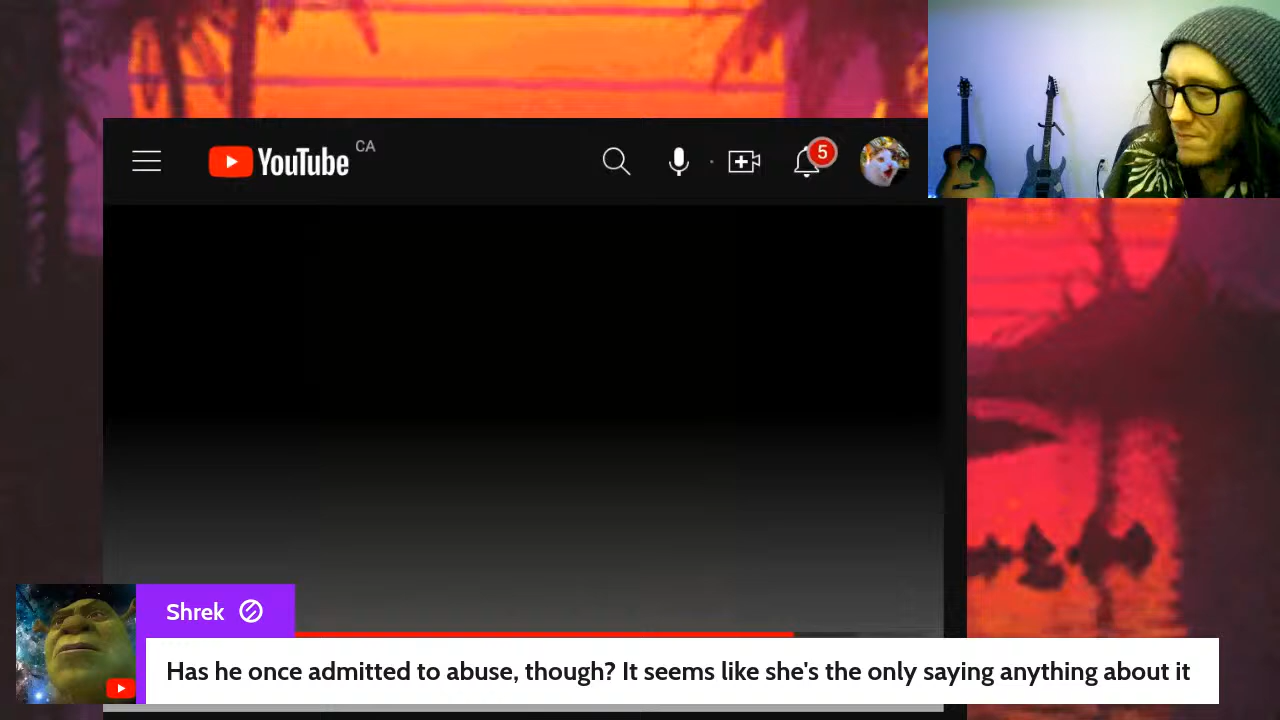 YouTube CA
5
Shrek
Has he once admitted to abuse, though? It seems like she's the only saying anything about it